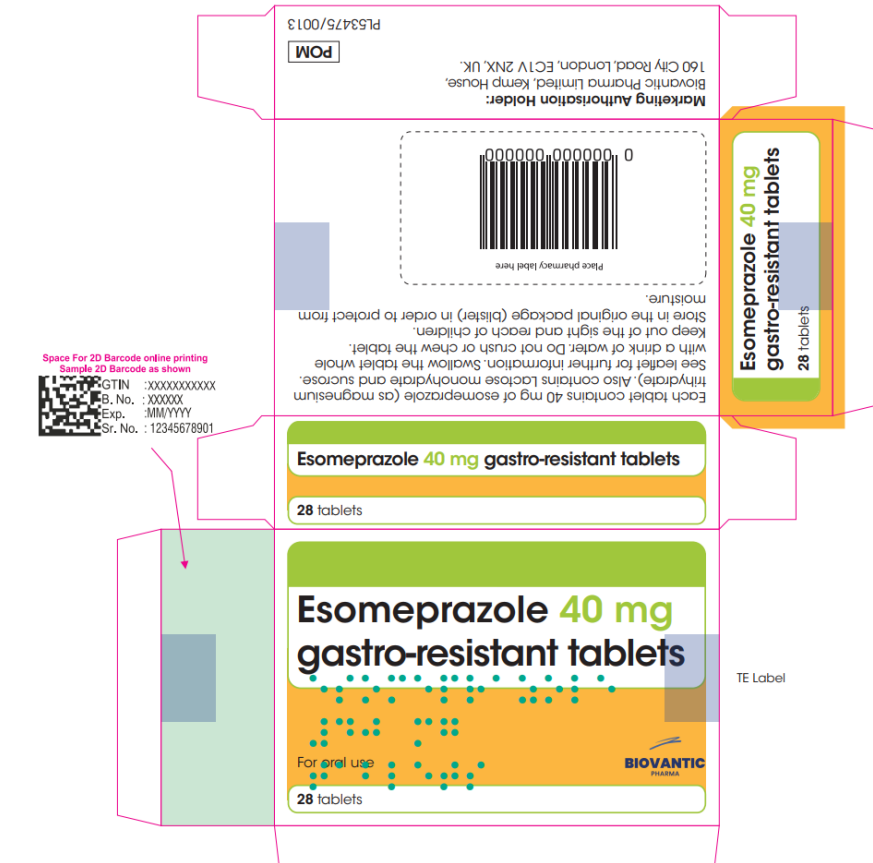 Marketing Authorisation Holder:
Biovantic Pharma Limited, Kemp House,
160 City Road, London, EC1V 2NX, UK.
POM
PL53475/0013
Each tablet contains 40 mg of esomeprazole (as magnesium
trihydrate). Also contains Lactose monohydrate and sucrose.
See leaflet for further information. Swallow the tablet whole
with a drink of water. Do not crush or chew the tablet.
Keep out of the sight and reach of children.
Store in the original package (blister) in order to protect from
moisture.
Place pharmacy label here
0 000000 000000
Esomeprazole 40 mg
gastro-resistant tablets
28 tablets
Space For 2D Barcode online printing
Sample 2D Barcode as shown
GTIN :XXXXXXXXXXX
B. No. : XXXXXX
Exp. :MM/YYYY
Sr. No. : 12345678901
Esomeprazole 40 mg gastro-resistant tablets
28 tablets
Esomeprazole 40 mg
gastro-resistant tablets
TE Label
For oral use
BIOVANTIC
PHARMA
28 tablets